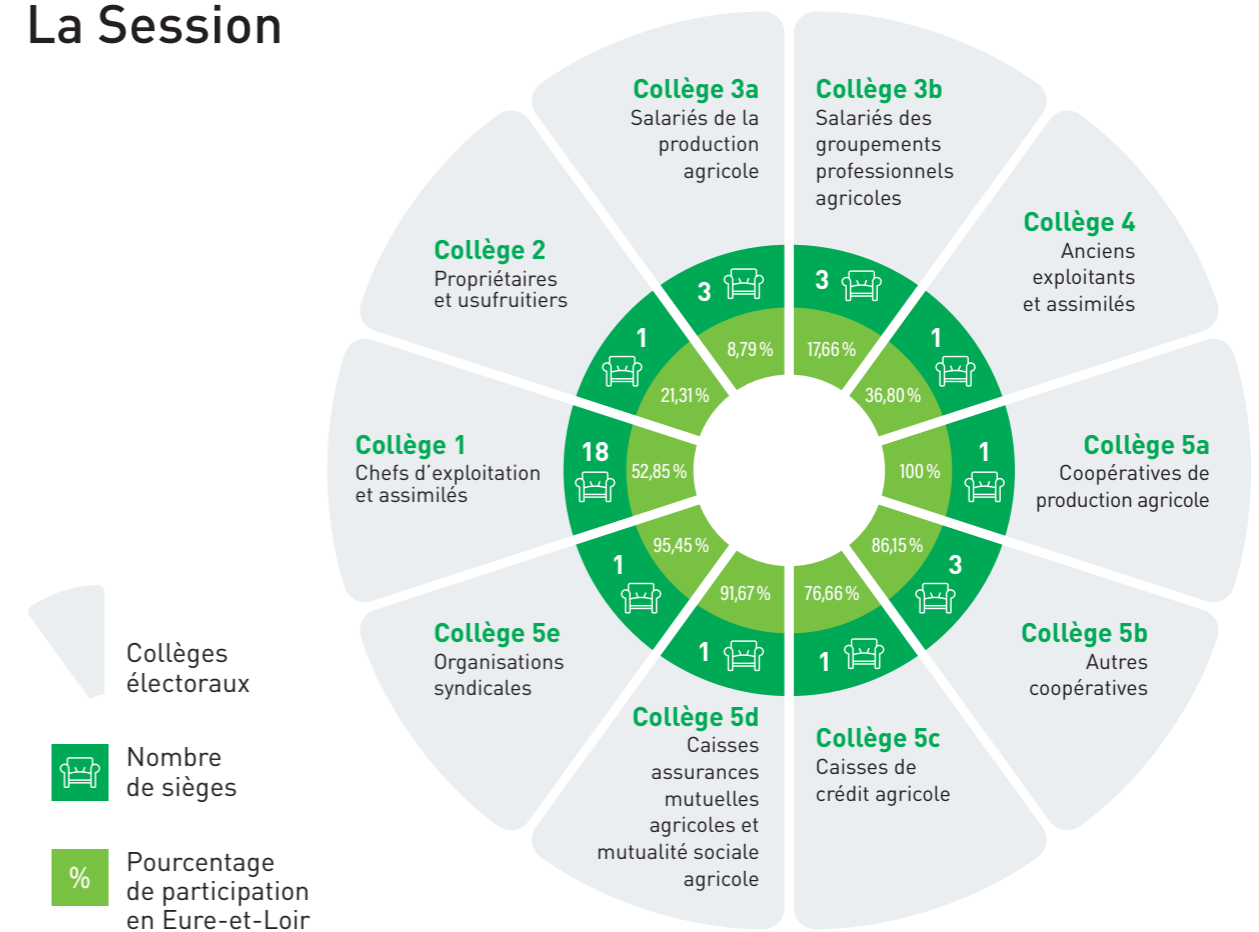 La Session
Collège 3a
Salariés de la
production
agricole
3
8,79 %
Collège 3b
Salariés des
groupements
professionnels
agricoles
3
17,66 %
Collège 4
Anciens
exploitants
et assimilés
1
36,80 %
Collège 5a
Coopératives de
production agricole
1
100 %
Collège 5b
Autres
coopératives
3
86,15 %
Collège 5c
Caisses de
crédit agricole
1
76,66 %
Collège 5d
Caisses
assurances
mutuelles
agricoles et
mutualité sociale
agricole
1
91,67 %
Collège 5e
Organisations
syndicales
1
95,45 %
Collège 1
Chefs d'exploitation
et assimilés
18
52,85 %
Collège 2
Propriétaires
et usufruitiers
1
21,31 %
Collèges
électoraux
Nombre
de sièges
%
Pourcentage
de participation
en Eure-et-Loir